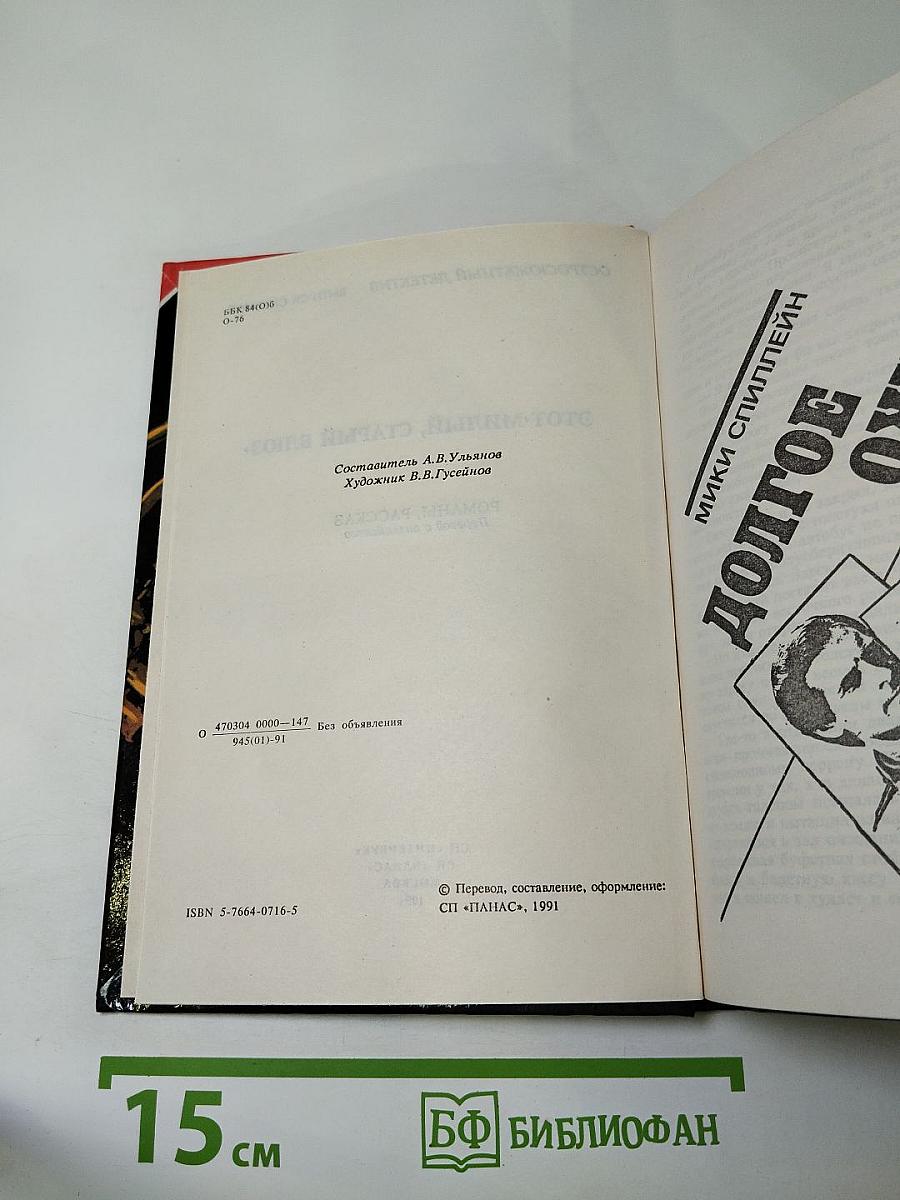 ББК 84(О)6
О-76
Составитель А.В.Ульянов
Художник В.В.Гусейнов
О 470304 0000—147 Без объявления
945(01)-91
ISBN 5-7664-0716-5
© Перевод, составление, оформление:
СП «ПАНАС», 1991
МИКИ СПИЛЛЕЙН
ДОЛГОЕ
15 см
БФ БИБЛИОФАН